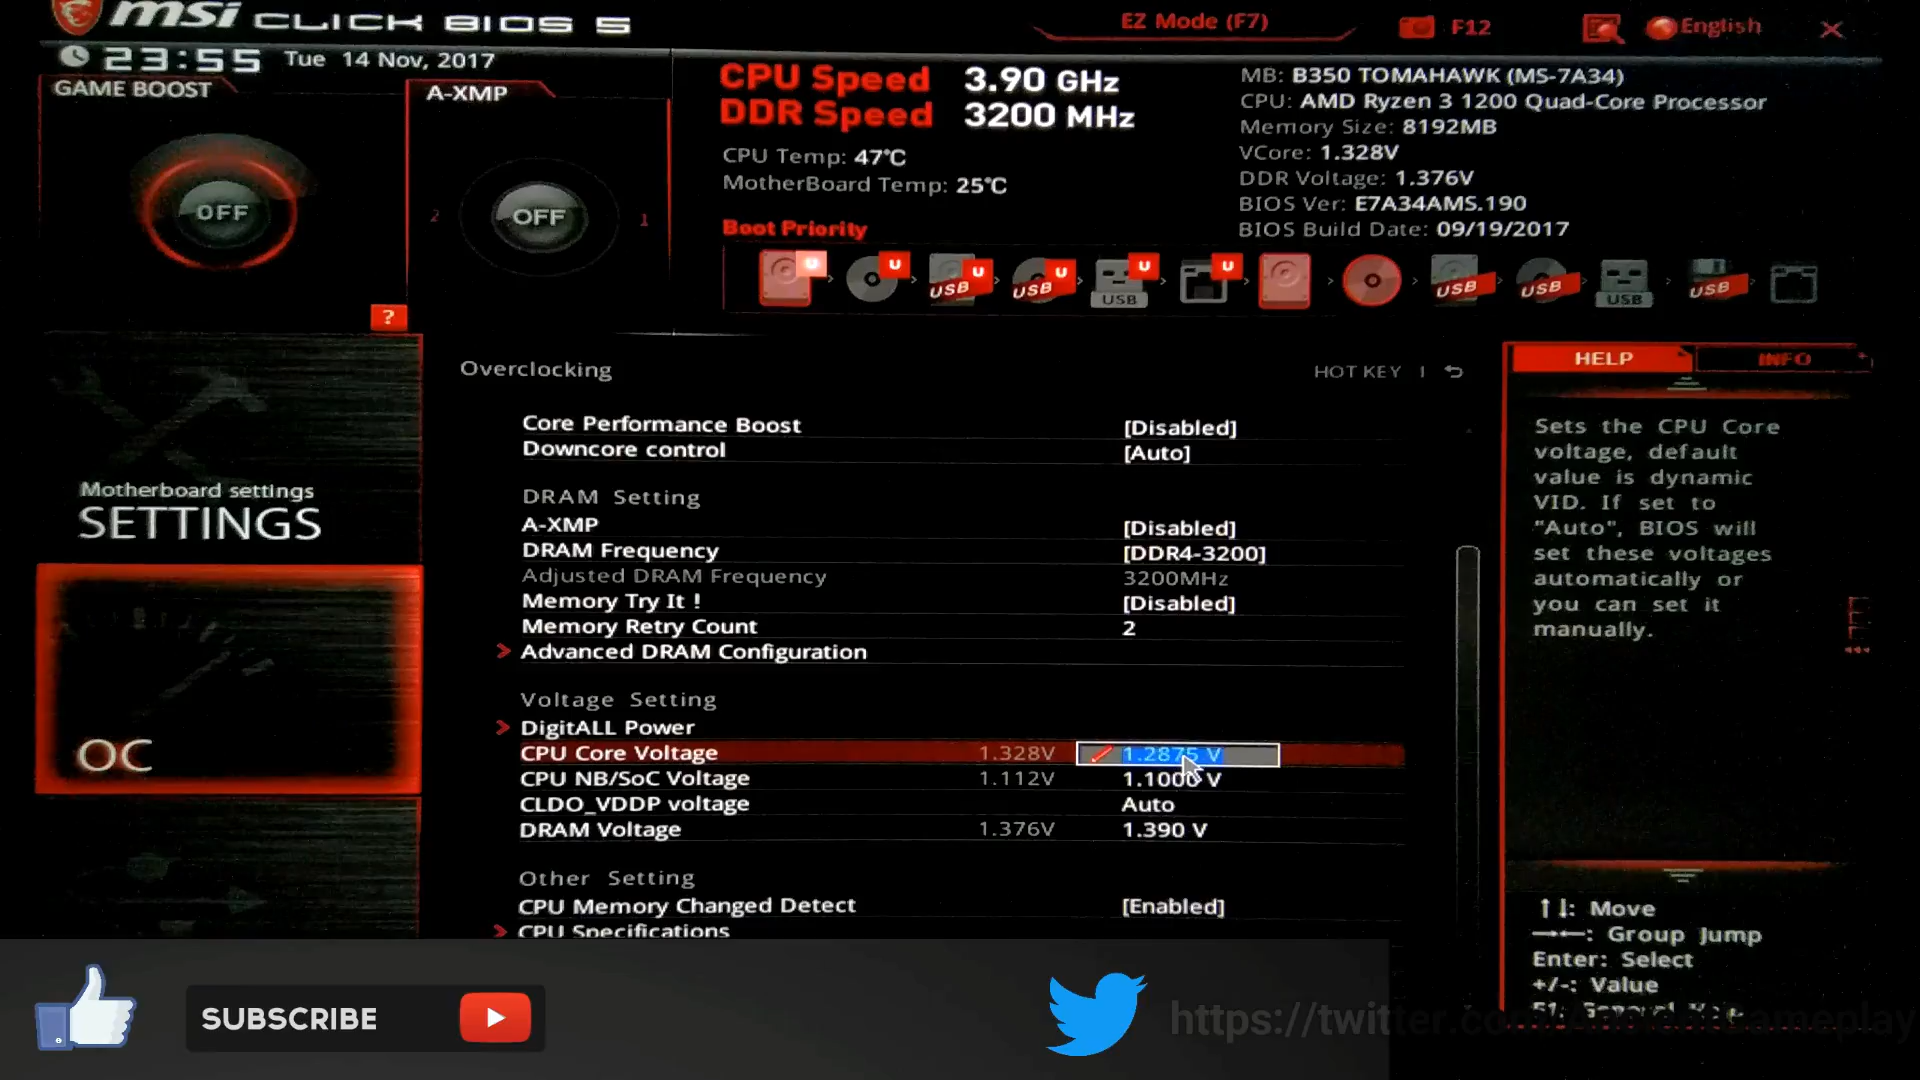 msi CLICK BIOS 5
EZ Mode (F7)
F12
English
23:55 Tue 14 Nov, 2017
GAME BOOST
OFF
A-XMP
2
OFF
1
?
CPU Speed 3.90 GHz
DDR Speed 3200 MHz
CPU Temp: 47°C
MotherBoard Temp: 25°C
MB: B350 TOMAHAWK (MS-7A34)
CPU: AMD Ryzen 3 1200 Quad-Core Processor
Memory Size: 8192MB
VCore: 1.328V
DDR Voltage: 1.376V
BIOS Ver: E7A34AMS.190
BIOS Build Date: 09/19/2017
Boot Priority
U U USB U USB U USB U U USB USB USB USB
Motherboard settings
SETTINGS
OC
Overclocking
HOT KEY
Core Performance Boost [Disabled]
Downcore control [Auto]
DRAM Setting
A-XMP [Disabled]
DRAM Frequency [DDR4-3200]
Adjusted DRAM Frequency 3200MHz
Memory Try It ! [Disabled]
Memory Retry Count 2
Advanced DRAM Configuration
Voltage Setting
DigitALL Power
CPU Core Voltage 1.328V 1.2875 V
CPU NB/SoC Voltage 1.112V 1.1000 V
CLDO_VDDP voltage Auto
DRAM Voltage 1.376V 1.390 V
Other Setting
CPU Memory Changed Detect [Enabled]
CPU Specifications
HELP
INFO
Sets the CPU Core
voltage, default
value is dynamic
VID. If set to
"Auto", BIOS will
set these voltages
automatically or
you can set it
manually.
↑↓: Move
→←: Group Jump
Enter: Select
+/-: Value
SUBSCRIBE